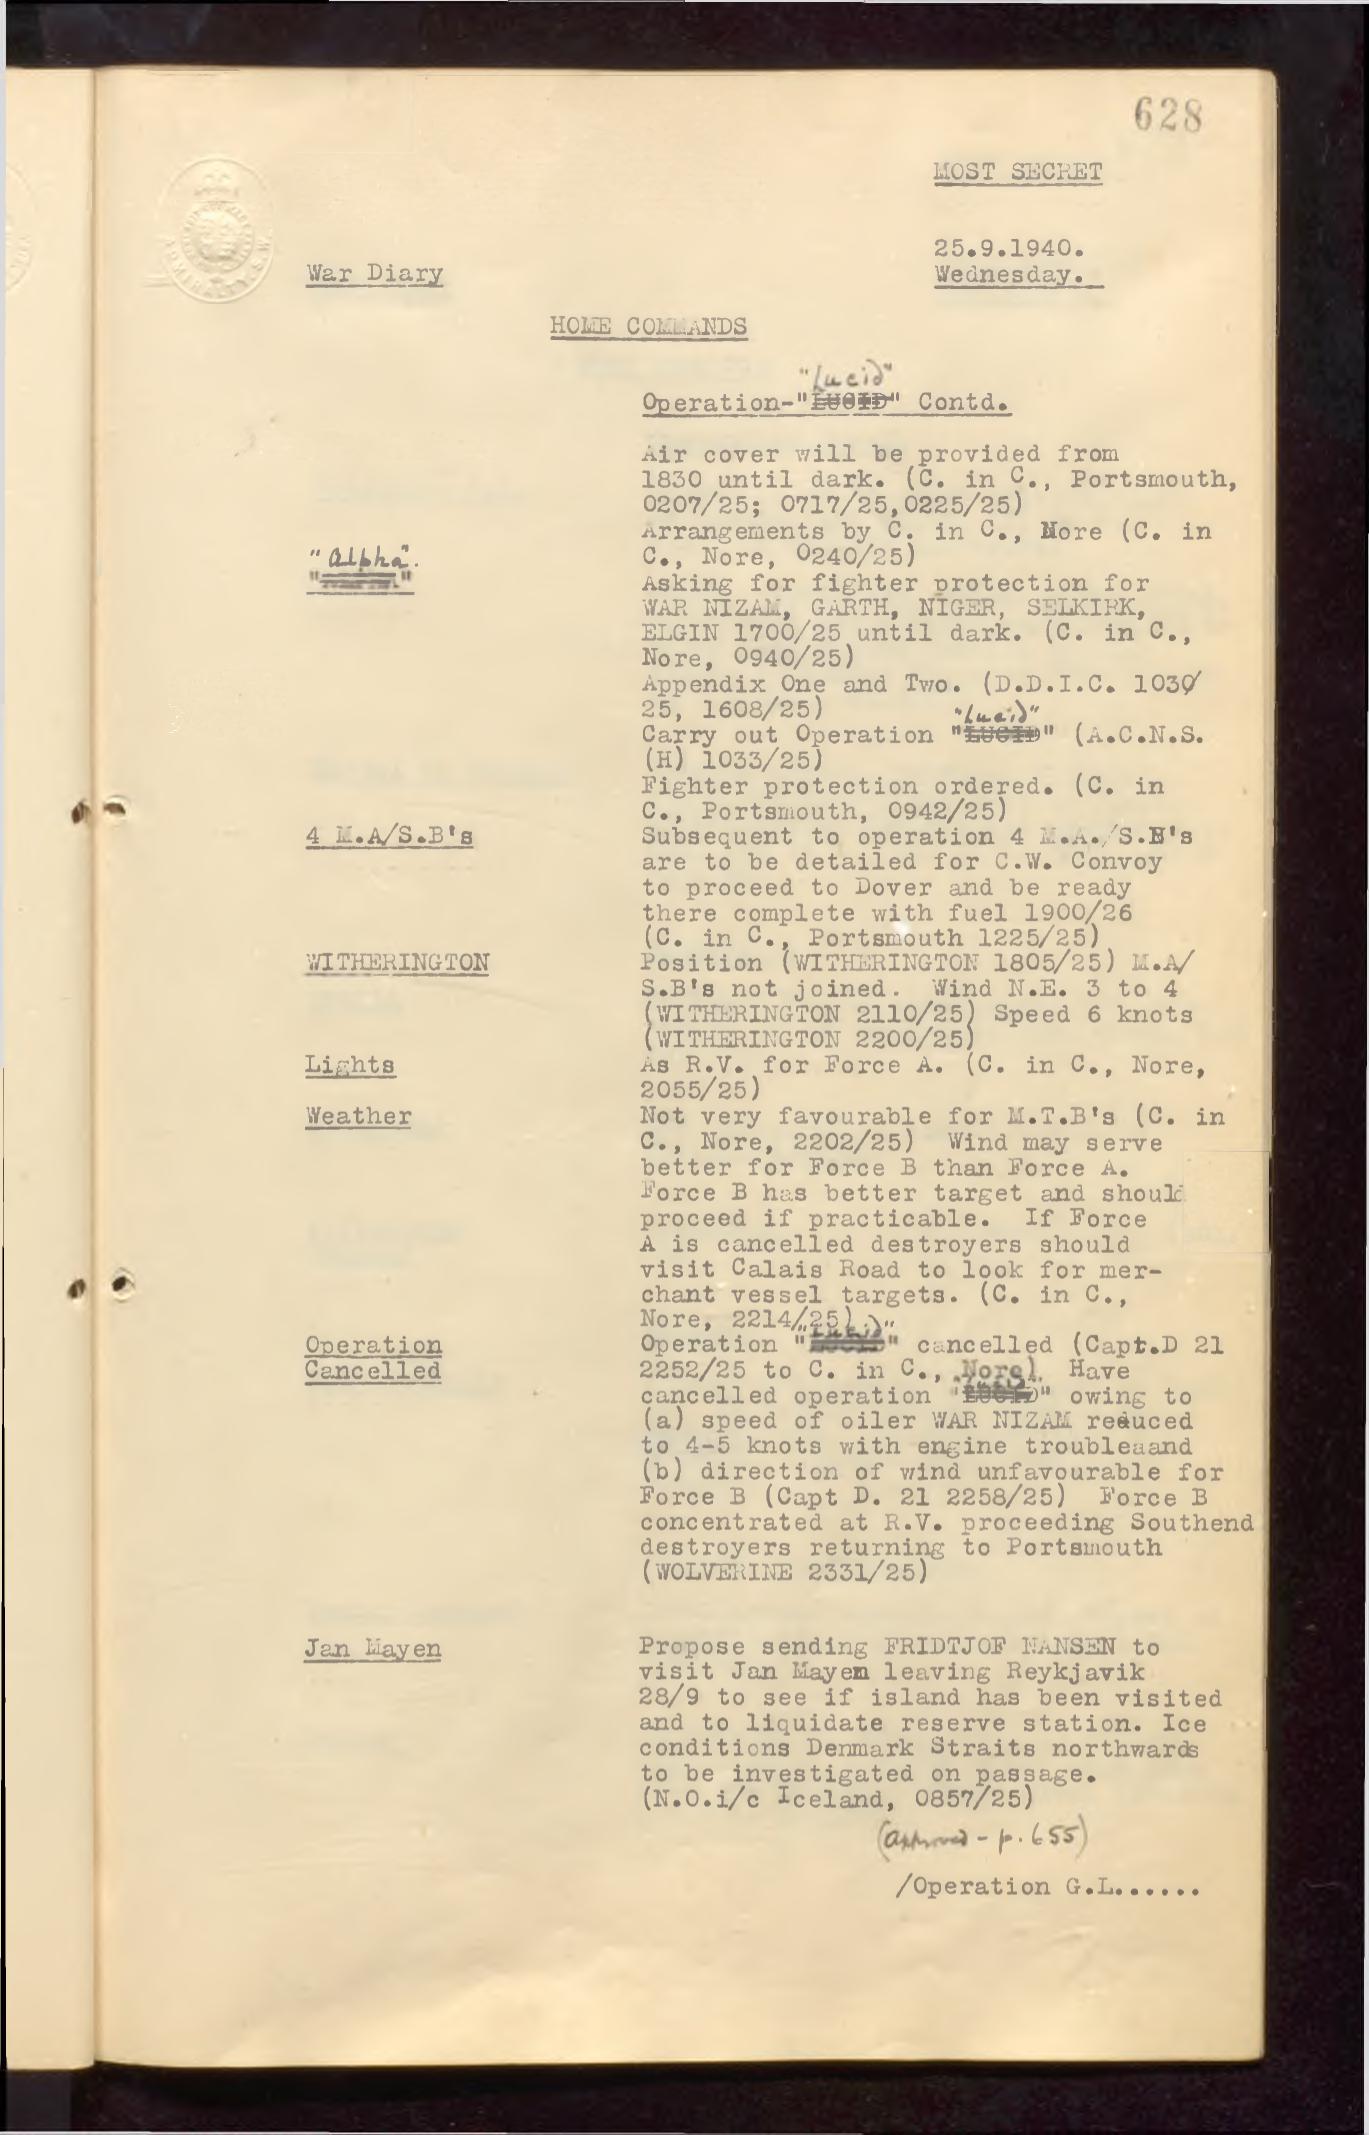 628
MOST SECRET
25.9.1940.
War Diary
Wednesday.
HOME COMMANDS
"Lucid"
Operation-"LUCID" Contd.
Air cover will be provided from
1830 until dark. (C. in C., Portsmouth,
0207/25; 0717/25,0225/25)
Arrangements by C. in C., Nore (C. in
C., Nore, 0240/25)
"Alpha".
Asking for fighter protection for
WAR NIZAM, GARTH, NIGER, SELKIRK,
ELGIN 1700/25 until dark. (C. in C.,
Nore, 0940/25)
Appendix One and Two. (D.D.I.C. 1030/
25, 1608/25)
"Lucid"
Carry out Operation "LUCID" (A.C.N.S.
(H) 1033/25)
Fighter protection ordered. (C. in
C., Portsmouth, 0942/25)
4 M.A/S.B's
Subsequent to operation 4 M.A./S.B's
are to be detailed for C.W. Convoy
to proceed to Dover and be ready
there complete with fuel 1900/26
(C. in C., Portsmouth 1225/25)
WITHERINGTON
Position (WITHERINGTON 1805/25) M.A/
S.B's not joined. Wind N.E. 3 to 4
(WITHERINGTON 2110/25) Speed 6 knots
(WITHERINGTON 2200/25)
Lights
As R.V. for Force A. (C. in C., Nore,
2055/25)
Weather
Not very favourable for M.T.B's (C. in
C., Nore, 2202/25) Wind may serve
better for Force B than Force A.
Force B has better target and should
proceed if practicable. If Force
A is cancelled destroyers should
visit Calais Road to look for mer-
chant vessel targets. (C. in C.,
Nore, 2214/25)
"Lucid"
Operation
Cancelled
Operation "LUCID" cancelled (Capt.D 21
2252/25 to C. in C., Nore). Have
cancelled operation "LUCID" owing to
(a) speed of oiler WAR NIZAM reduced
to 4-5 knots with engine troubleaand
(b) direction of wind unfavourable for
Force B (Capt D. 21 2258/25) Force B
concentrated at R.V. proceeding Southend
destroyers returning to Portsmouth
(WOLVERINE 2331/25)
Jan Mayen
Propose sending FRIDTJOF NANSEN to
visit Jan Mayen leaving Reykjavik
28/9 to see if island has been visited
and to liquidate reserve station. Ice
conditions Denmark Straits northwards
to be investigated on passage.
(N.O.i/c Iceland, 0857/25)
(Approved - p. 655)
/Operation G.L......